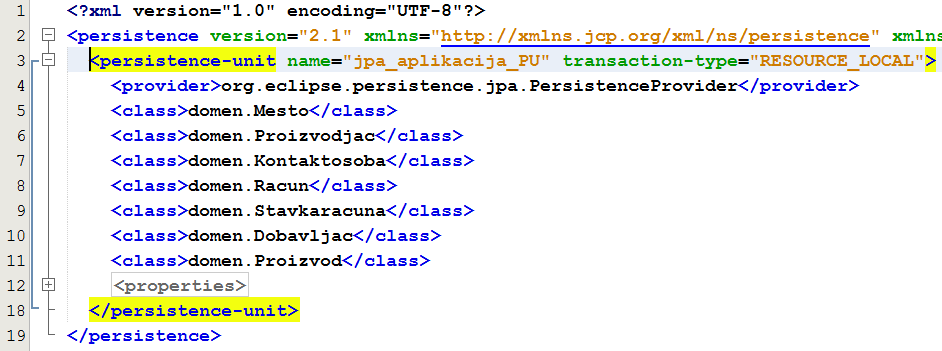 1 <?xml version="1.0" encoding="UTF-8"?>
2 <persistence version="2.1" xmlns="http://xmlns.jcp.org/xml/ns/persistence" xmlns
3 <persistence-unit name="jpa_aplikacija_PU" transaction-type="RESOURCE_LOCAL">
4 <provider>org.eclipse.persistence.jpa.PersistenceProvider</provider>
5 <class>domen.Mesto</class>
6 <class>domen.Proizvodjac</class>
7 <class>domen.Kontaktosoba</class>
8 <class>domen.Racun</class>
9 <class>domen.Stavkaracuna</class>
10 <class>domen.Dobavljac</class>
11 <class>domen.Proizvod</class>
12 <properties>
18 </persistence-unit>
19 </persistence>